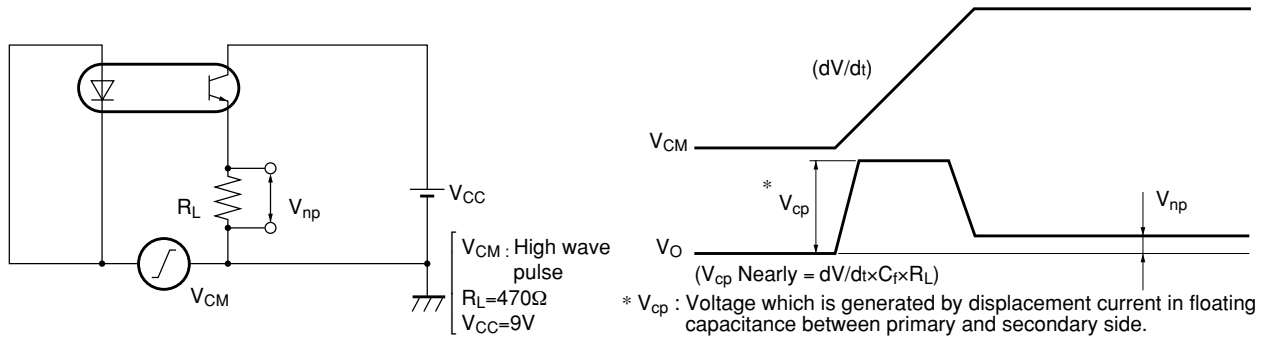 R_L
V_np
V_CC
V_CM
V_CM : High wave
pulse
R_L=470Ω
V_CC=9V
(dV/dt)
V_CM
* V_cp
V_np
V_O
(V_cp Nearly = dV/dt×C_f×R_L)
* V_cp : Voltage which is generated by displacement current in floating
capacitance between primary and secondary side.